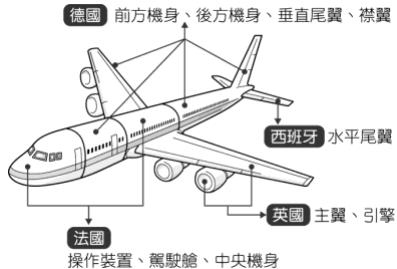 德國 前方機身、後方機身、垂直尾翼、襟翼
西班牙 水平尾翼
英國 主翼、引擎
法國
操作裝置、駕駛艙、中央機身